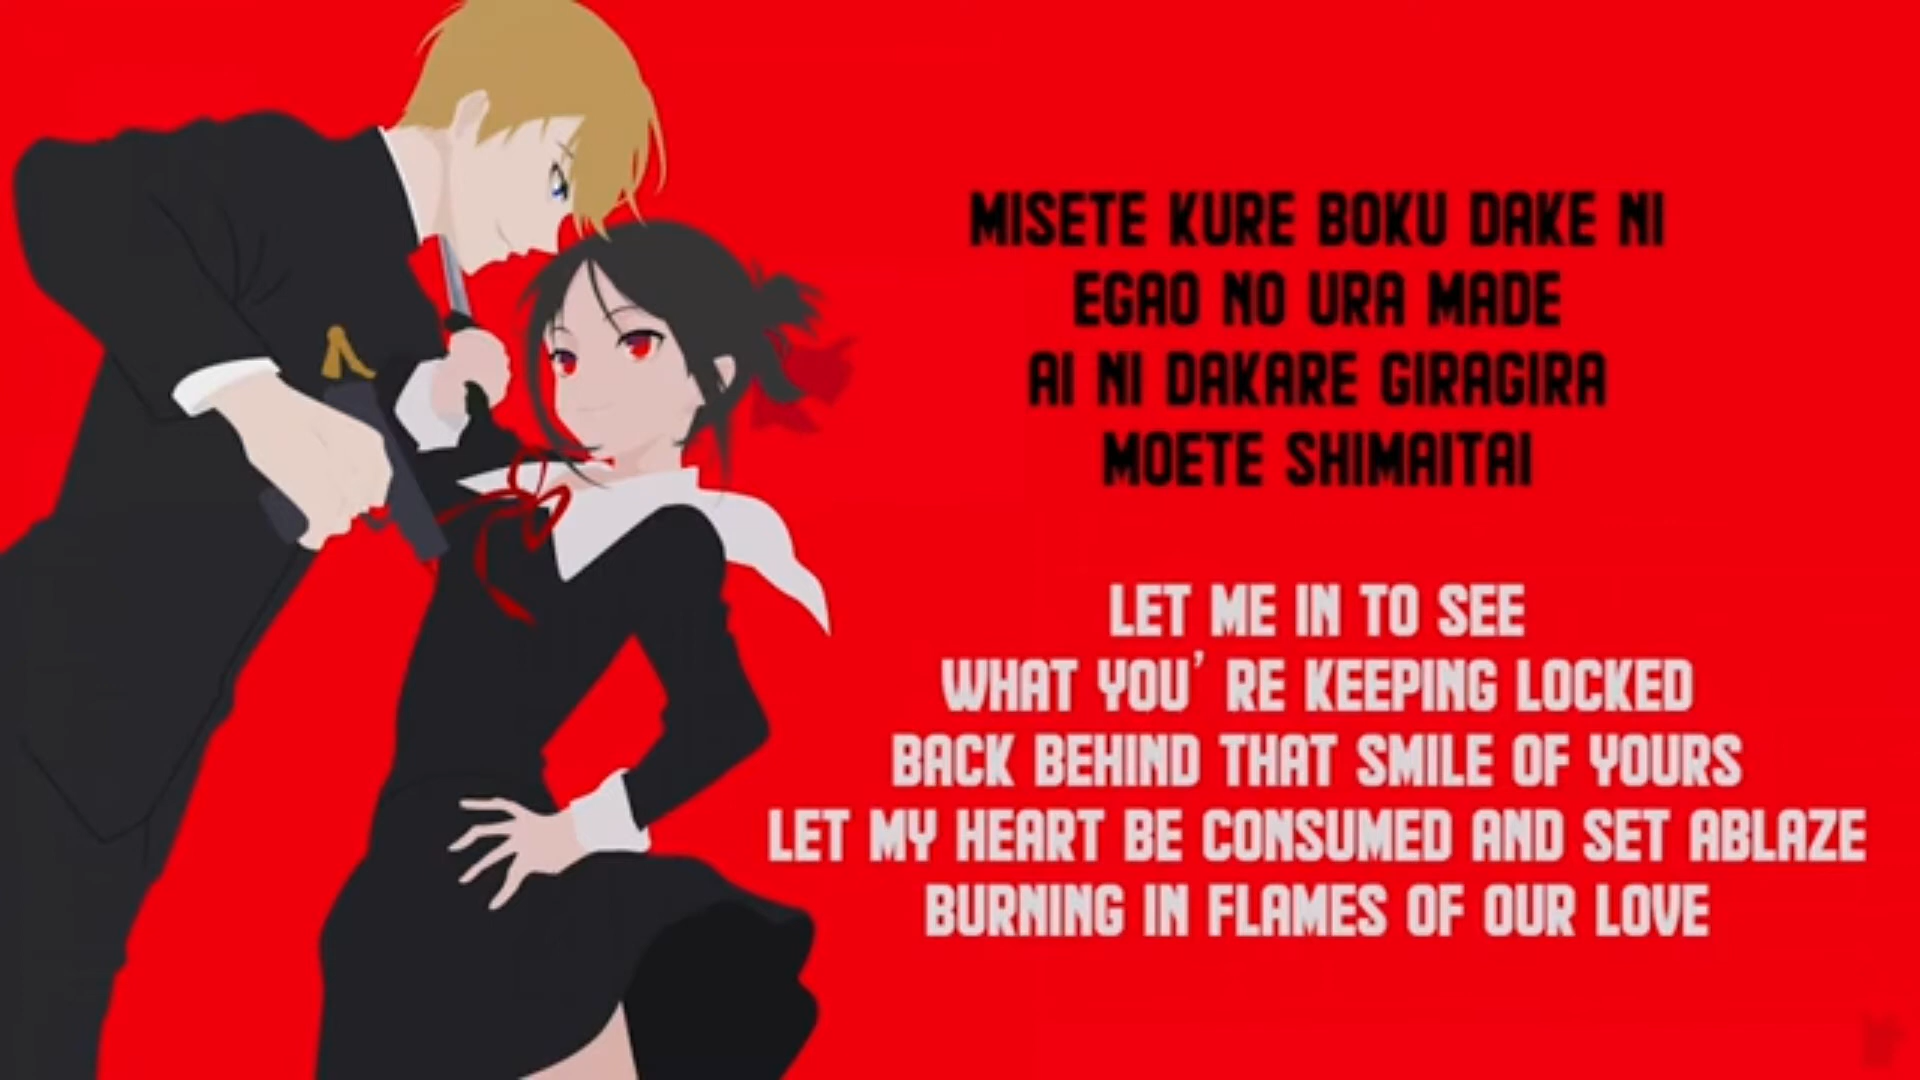 MISETE KURE BOKU DAKE NI
EGAO NO URA MADE
AI NI DAKARE GIRAGIRA
MOETE SHIMAITAI
LET ME IN TO SEE
WHAT YOU' RE KEEPING LOCKED
BACK BEHIND THAT SMILE OF YOURS
LET MY HEART BE CONSUMED AND SET ABLAZE
BURNING IN FLAMES OF OUR LOVE